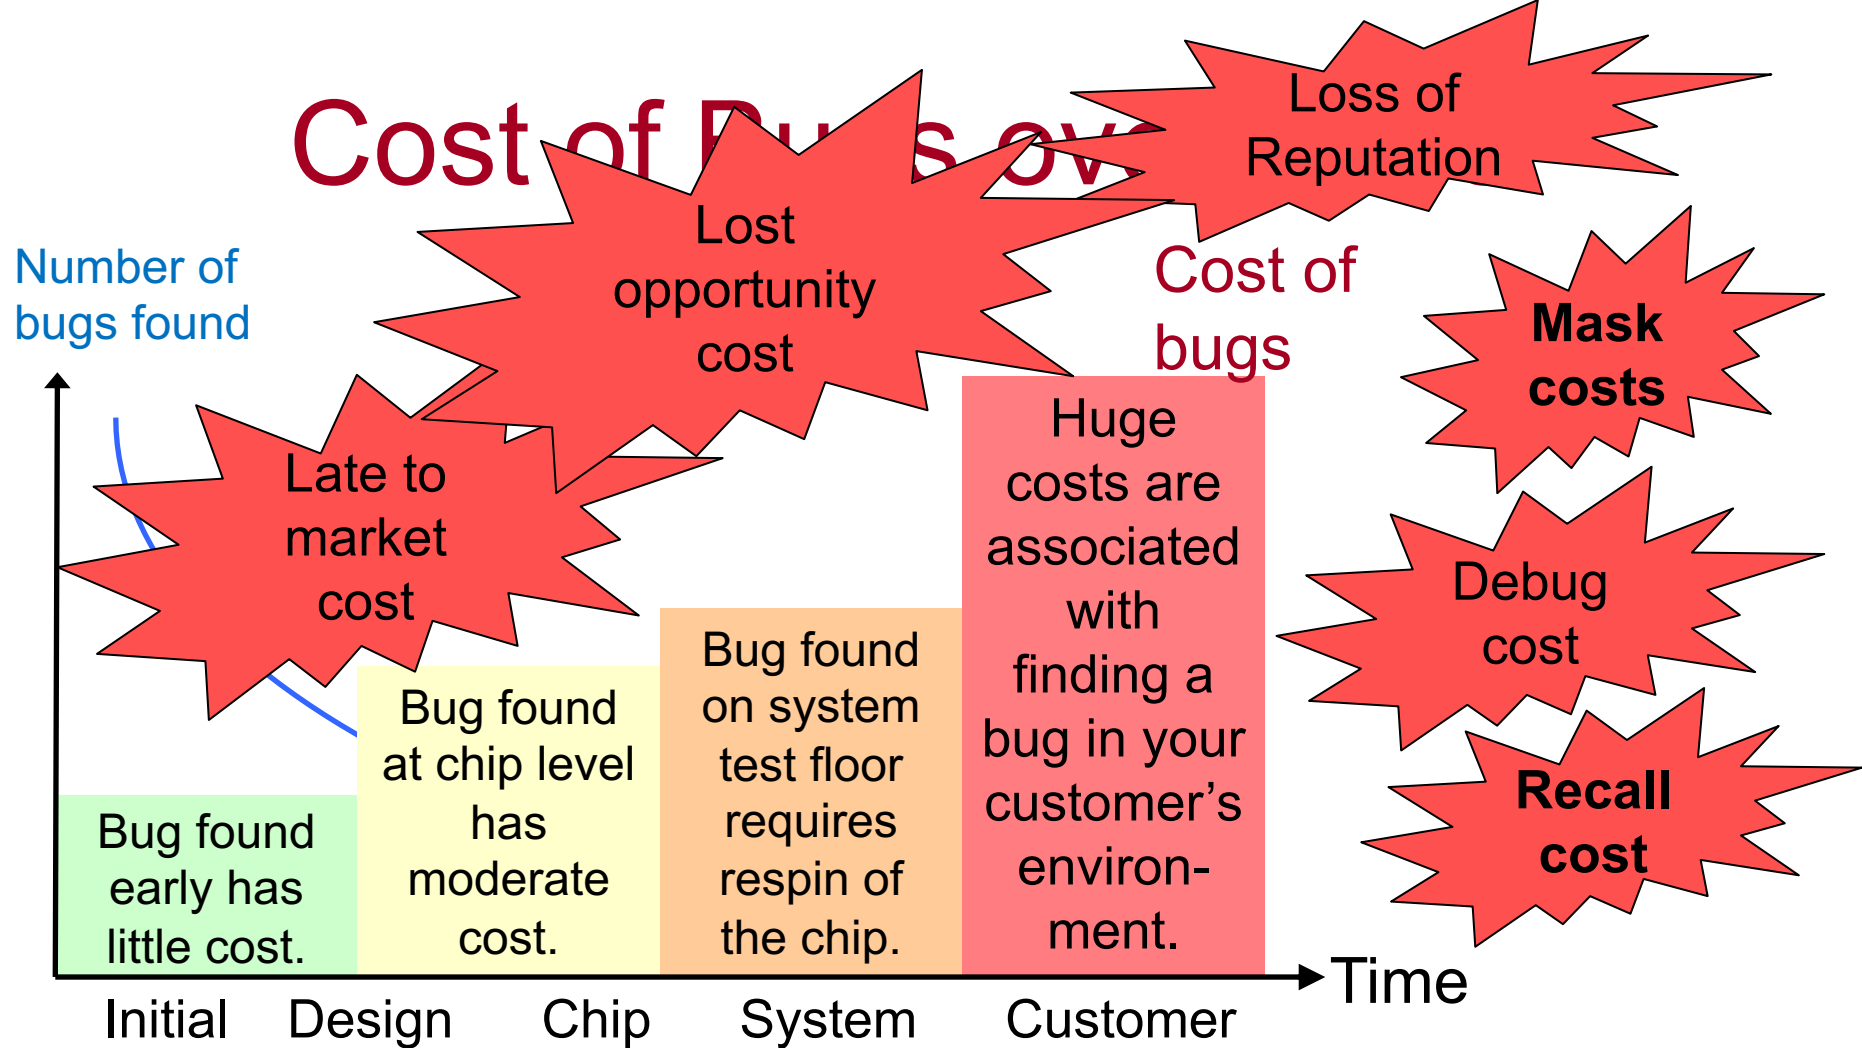 Cost of
Loss of
Reputation
Lost
opportunity
cost
Number of
bugs found
Cost of
bugs
Mask
costs
Late to
market
cost
Huge
costs are
associated
with
finding a
bug in your
customer’s
environ-
ment.
Debug
cost
Bug found
on system
test floor
requires
respin of
the chip.
Bug found
at chip level
has
moderate
cost.
Recall
cost
Bug found
early has
little cost.
Time
Initial Design Chip System Customer